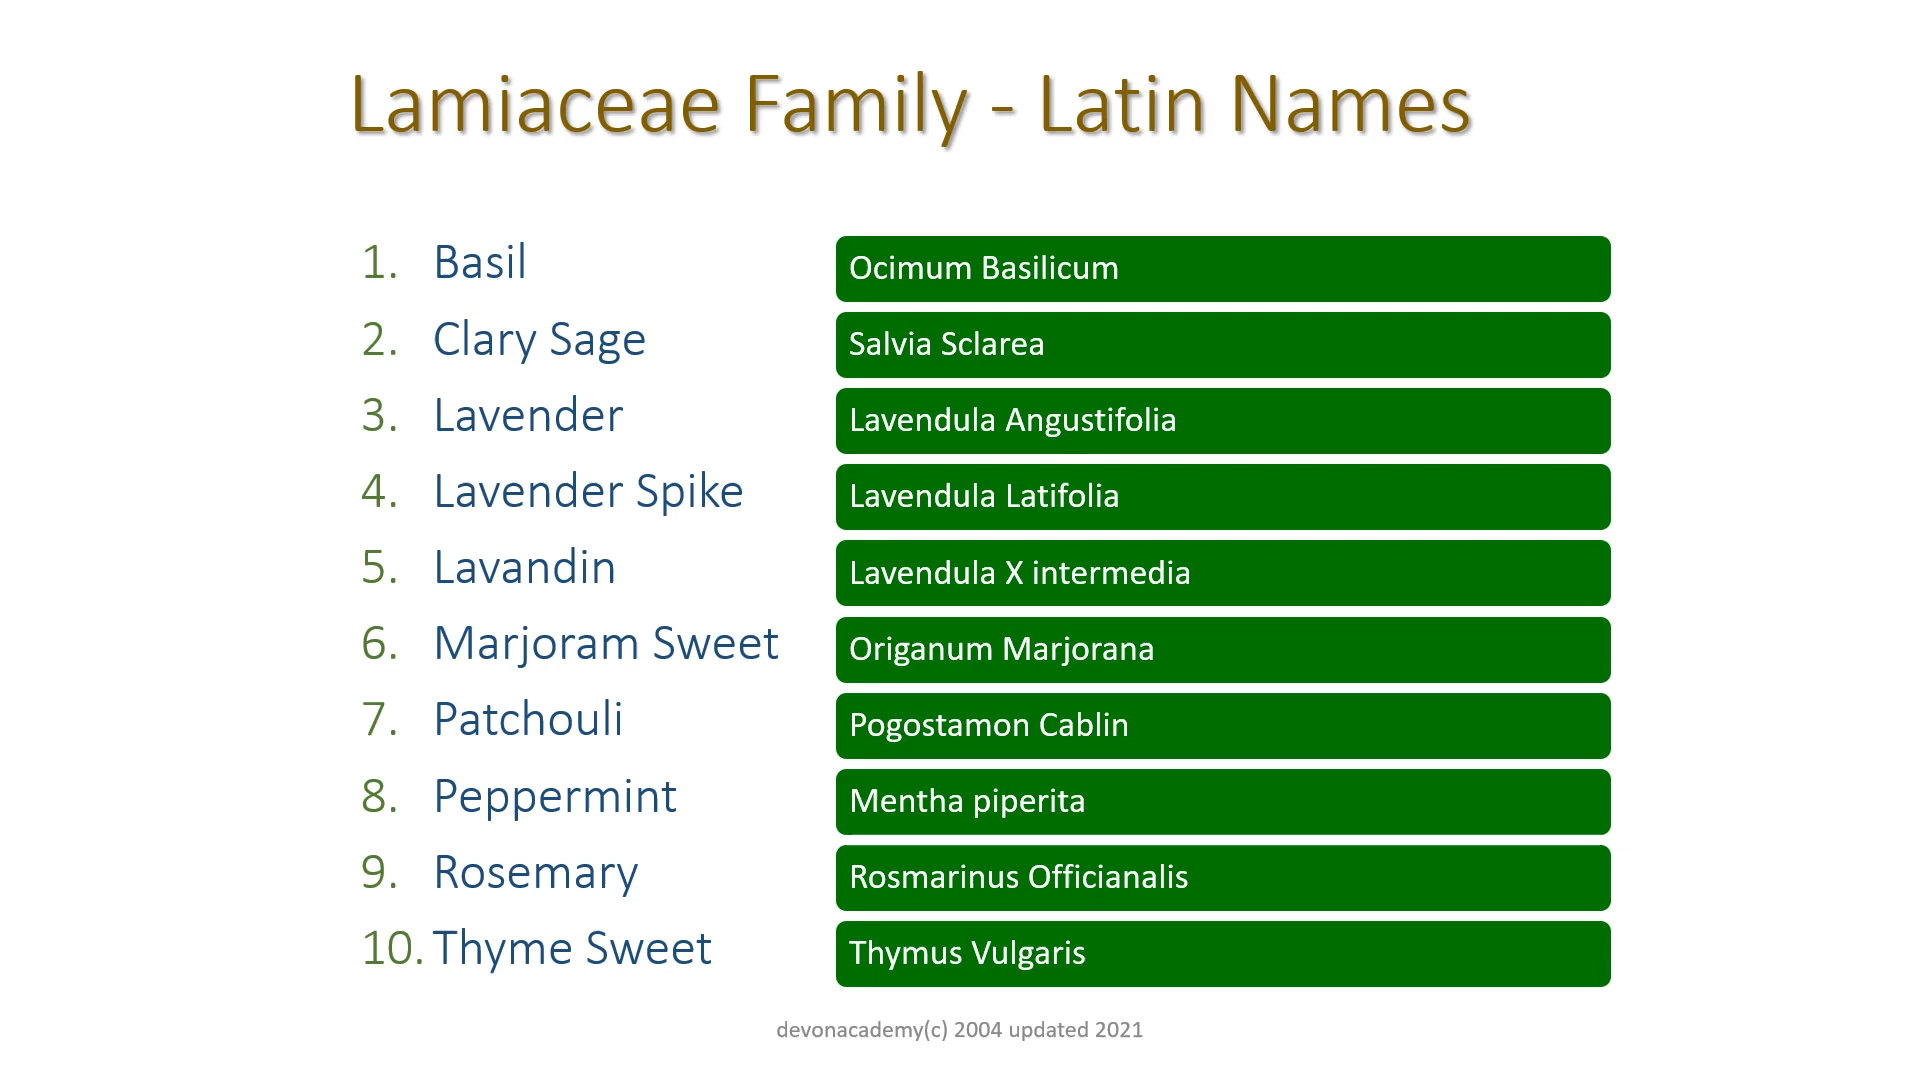 Lamiaceae Family - Latin Names
1. Basil Ocimum Basilicum
2. Clary Sage Salvia Sclarea
3. Lavender Lavendula Angustifolia
4. Lavender Spike Lavendula Latifolia
5. Lavandin Lavendula X intermedia
6. Marjoram Sweet Origanum Marjorana
7. Patchouli Pogostamon Cablin
8. Peppermint Mentha piperita
9. Rosemary Rosmarinus Officianalis
10. Thyme Sweet Thymus Vulgaris
devonacademy(c) 2004 updated 2021